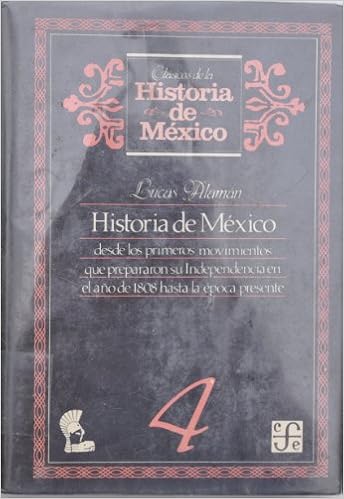 Clásicos de la
Historia
de
México
Lucas Alamán
Historia de México
desde los primeros movimientos
que prepararon su Independencia en
el año de 1808 hasta la época presente
4
c f e